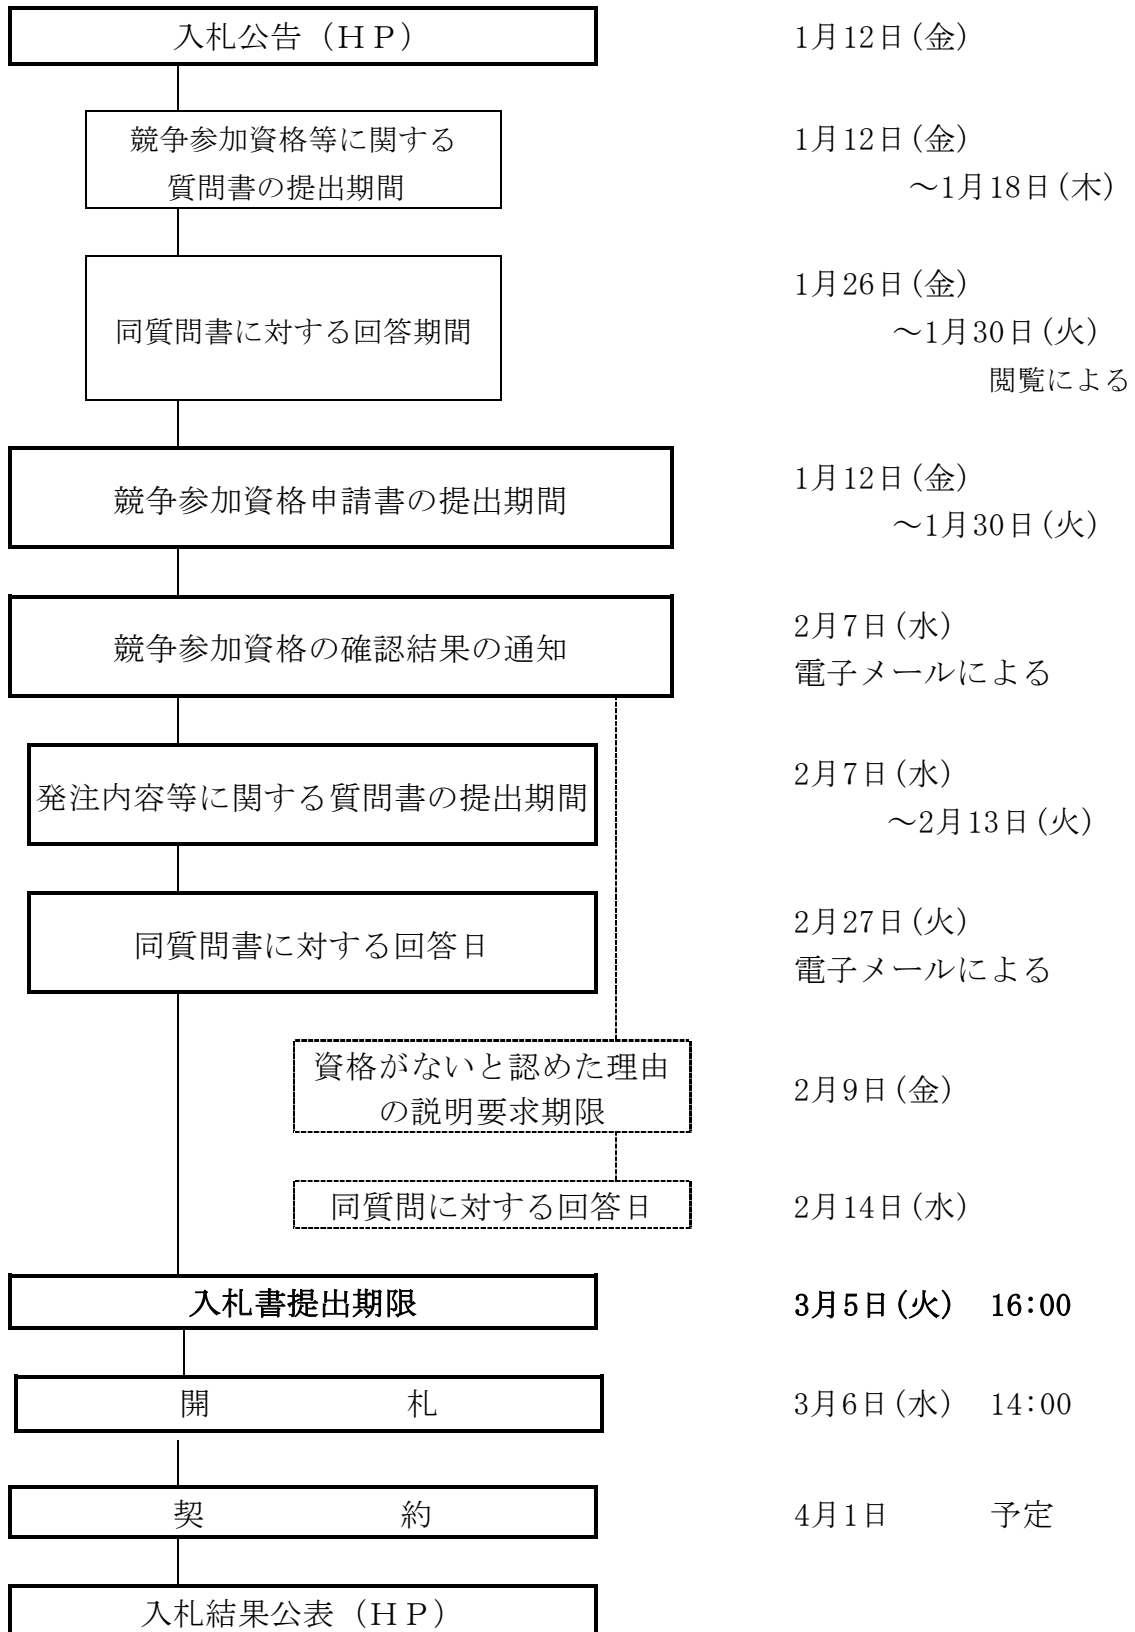 入札公告（ＨＰ）
1月12日(金)
競争参加資格等に関する
質問書の提出期間
1月12日(金)
～1月18日(木)
同質問書に対する回答期間
1月26日(金)
～1月30日(火)
閲覧による
競争参加資格申請書の提出期間
1月12日(金)
～1月30日(火)
競争参加資格の確認結果の通知
2月7日(水)
電子メールによる
発注内容等に関する質問書の提出期間
2月7日(水)
～2月13日(火)
同質問書に対する回答日
2月27日(火)
電子メールによる
資格がないと認めた理由
の説明要求期限
2月9日(金)
同質問に対する回答日
2月14日(水)
入札書提出期限
3月5日(火)　16:00
開　　　　　　札
3月6日(水)　14:00
契　　　　　　約
4月1日　　　予定
入札結果公表（ＨＰ）